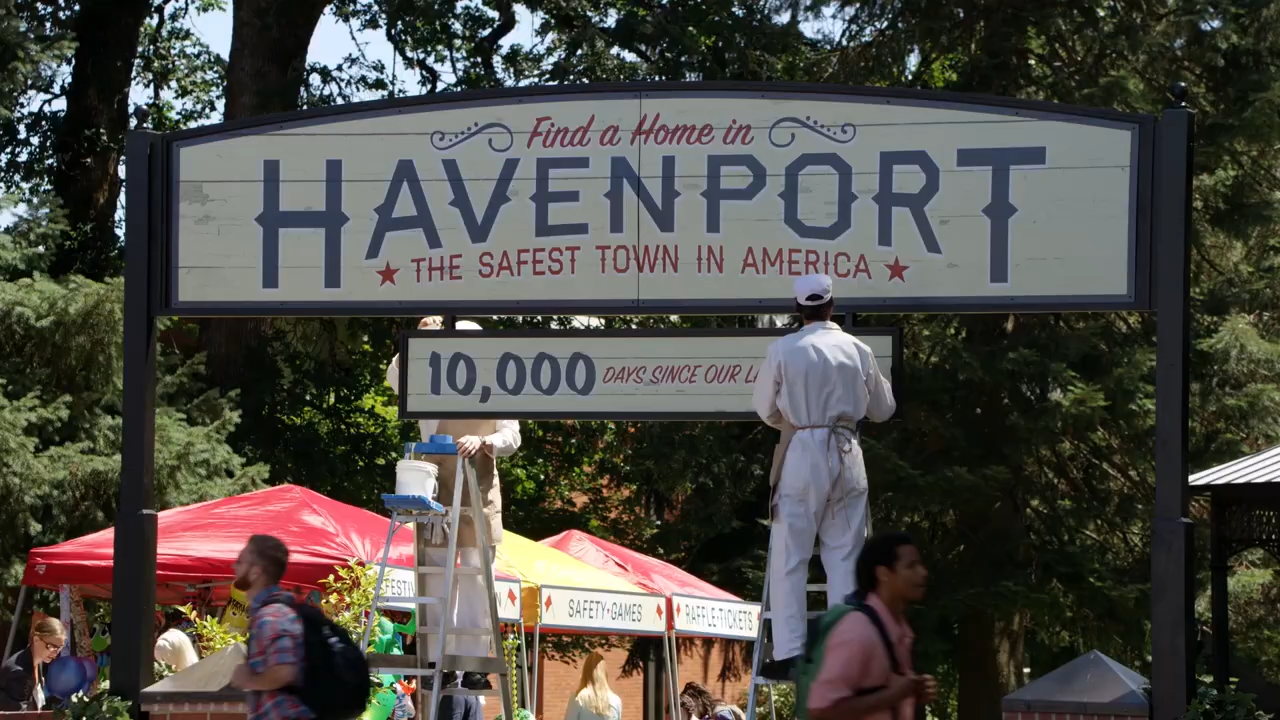 Find a Home in
HAVENPORT
THE SAFEST TOWN IN AMERICA
10,000 DAYS SINCE OUR
SAFETY GAMES
RAFFLE TICKETS